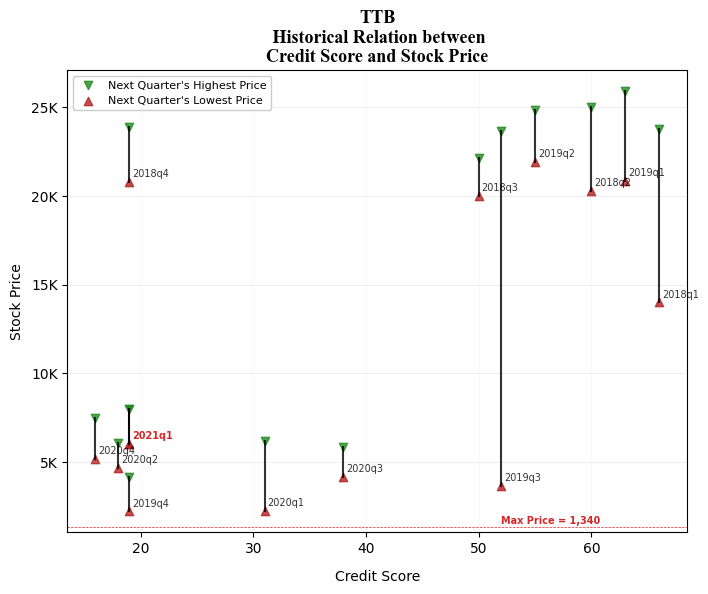 TTB
Historical Relation between
Credit Score and Stock Price
Next Quarter's Highest Price
Next Quarter's Lowest Price
25K
20K
15K
10K
5K
Stock Price
2018q4
2018q3
2019q2
2018q2
2019q1
2018q1
2021q1
2020q4
2020q2
2019q4
2020q1
2020q3
2019q3
Max Price = 1,340
20
30
40
50
60
Credit Score